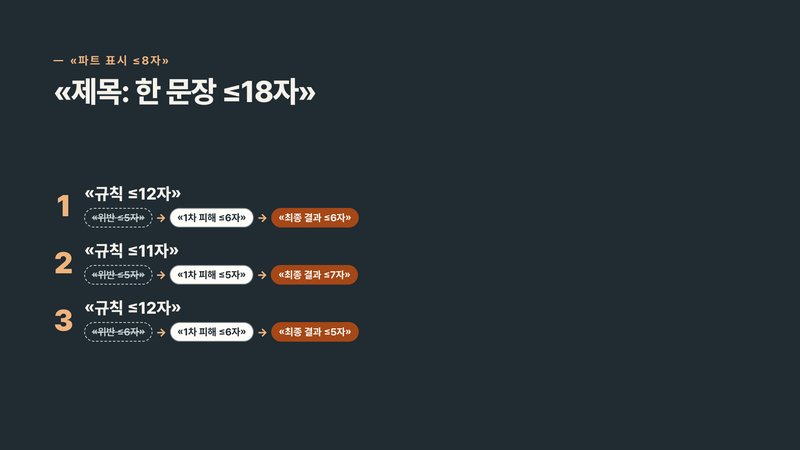 — «파트 표시 ≤8자»
«제목: 한 문장 ≤18자»
1 «규칙 ≤12자»
«위반 ≤5자» → «1차 피해 ≤6자» → «최종 결과 ≤6자»
2 «규칙 ≤11자»
«위반 ≤5자» → «1차 피해 ≤5자» → «최종 결과 ≤7자»
3 «규칙 ≤12자»
«위반 ≤6자» → «1차 피해 ≤6자» → «최종 결과 ≤5자»